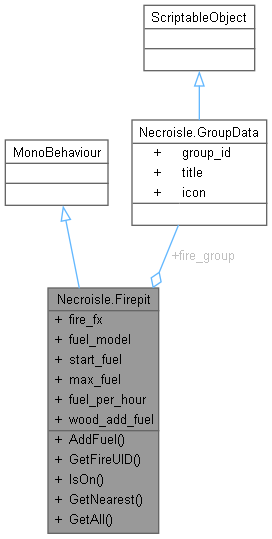 ScriptableObject
MonoBehaviour
Necroisle.GroupData
+ group_id
+ title
+ icon
+fire_group
Necroisle.Firepit
+ fire_fx
+ fuel_model
+ start_fuel
+ max_fuel
+ fuel_per_hour
+ wood_add_fuel
+ AddFuel()
+ GetFireUID()
+ IsOn()
+ GetNearest()
+ GetAll()